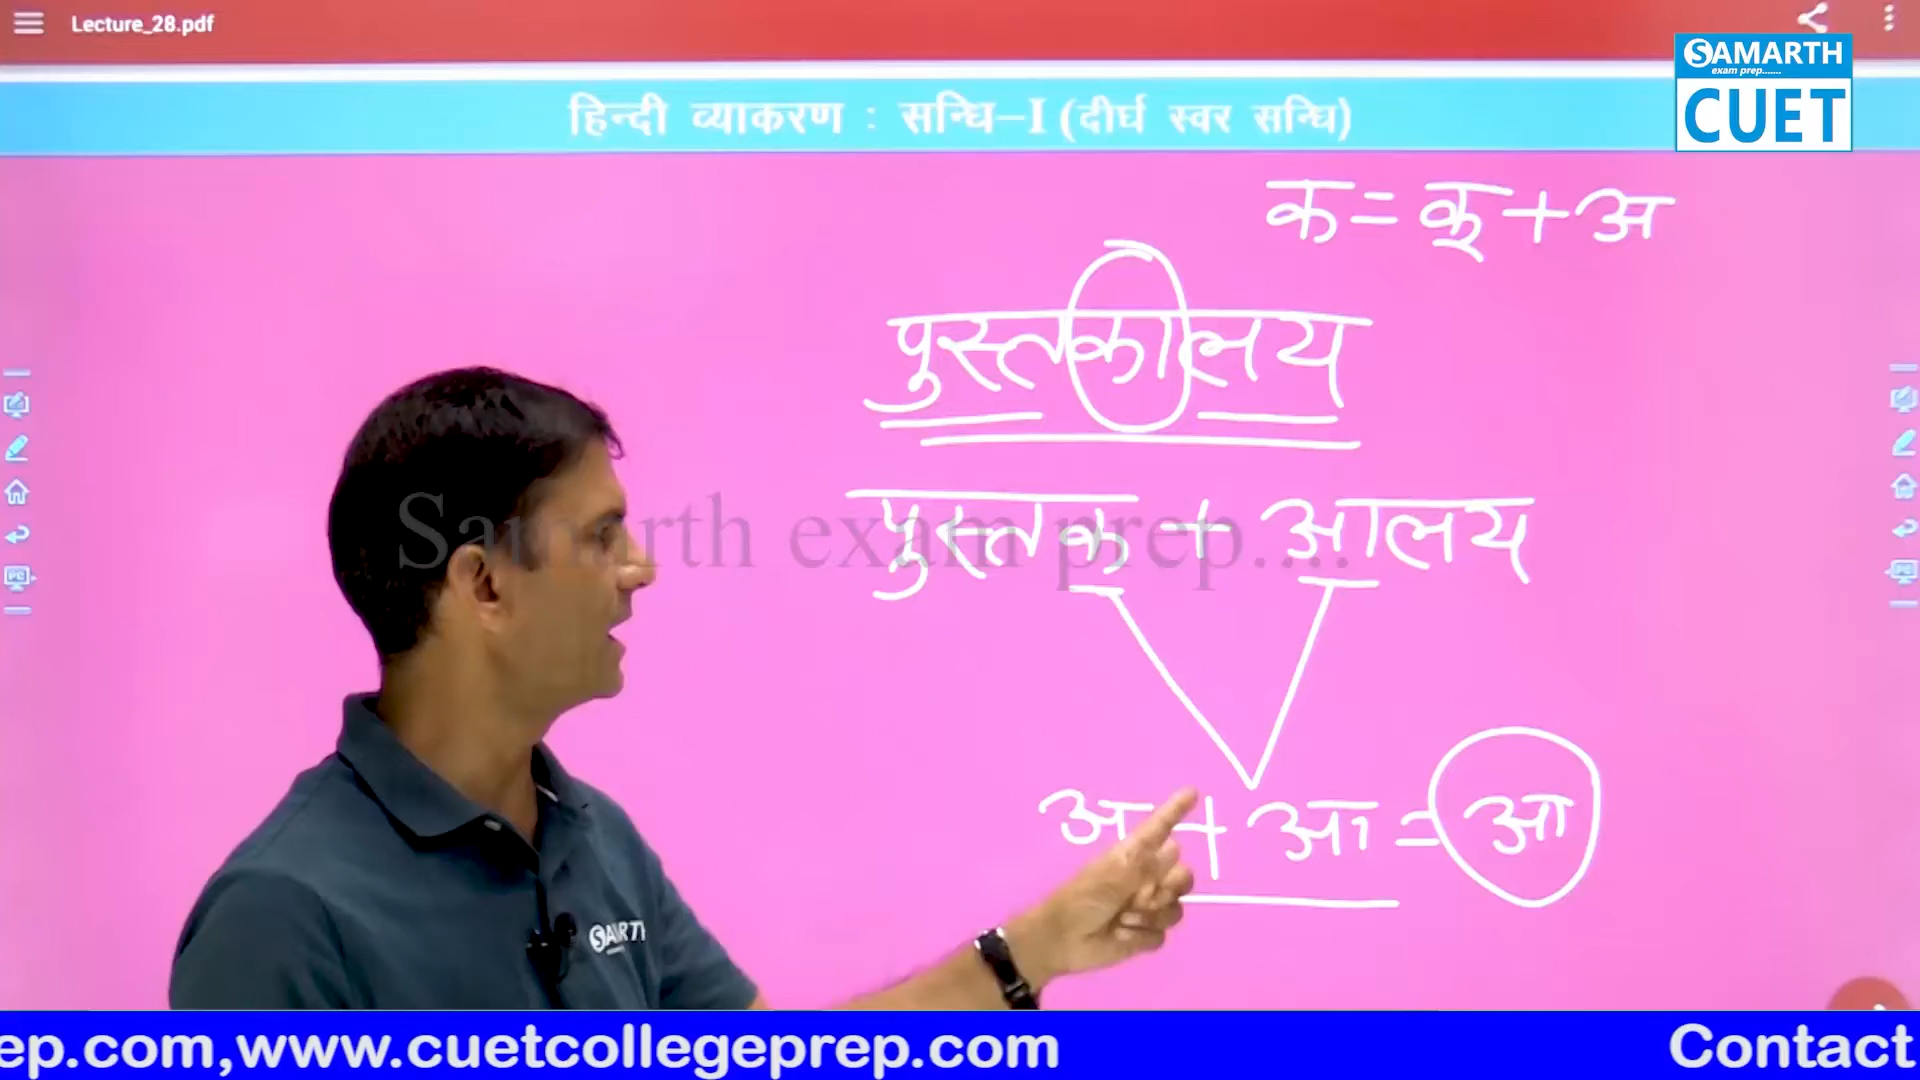 Lecture_28.pdf
SAMARTH
exam prep.......
CUET
हिन्दी व्याकरण : सन्धि–I (दीर्घ स्वर सन्धि)
क = क् + अ
पुस्तकालय
पुस्तक + आलय
Samarth exam prep....
अ + आ = आ
SAMARTH
ep.com,www.cuetcollegeprep.com
Contact